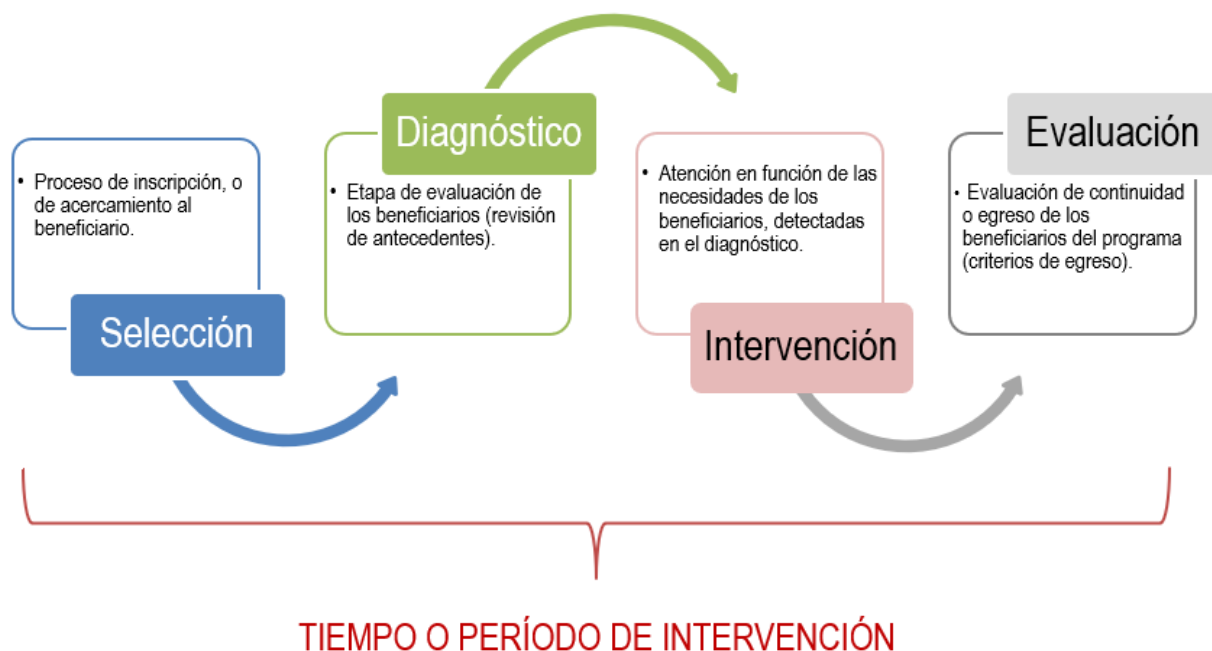 • Proceso de inscripción, o
de acercamiento al
beneficiario.
Selección
Diagnóstico
• Etapa de evaluación de
los beneficiarios (revisión
de antecedentes).
• Atención en función de las
necesidades de los
beneficiarios, detectadas
en el diagnóstico.
Intervención
Evaluación
• Evaluación de continuidad
o egreso de los
beneficiarios del programa
(criterios de egreso).
TIEMPO O PERÍODO DE INTERVENCIÓN